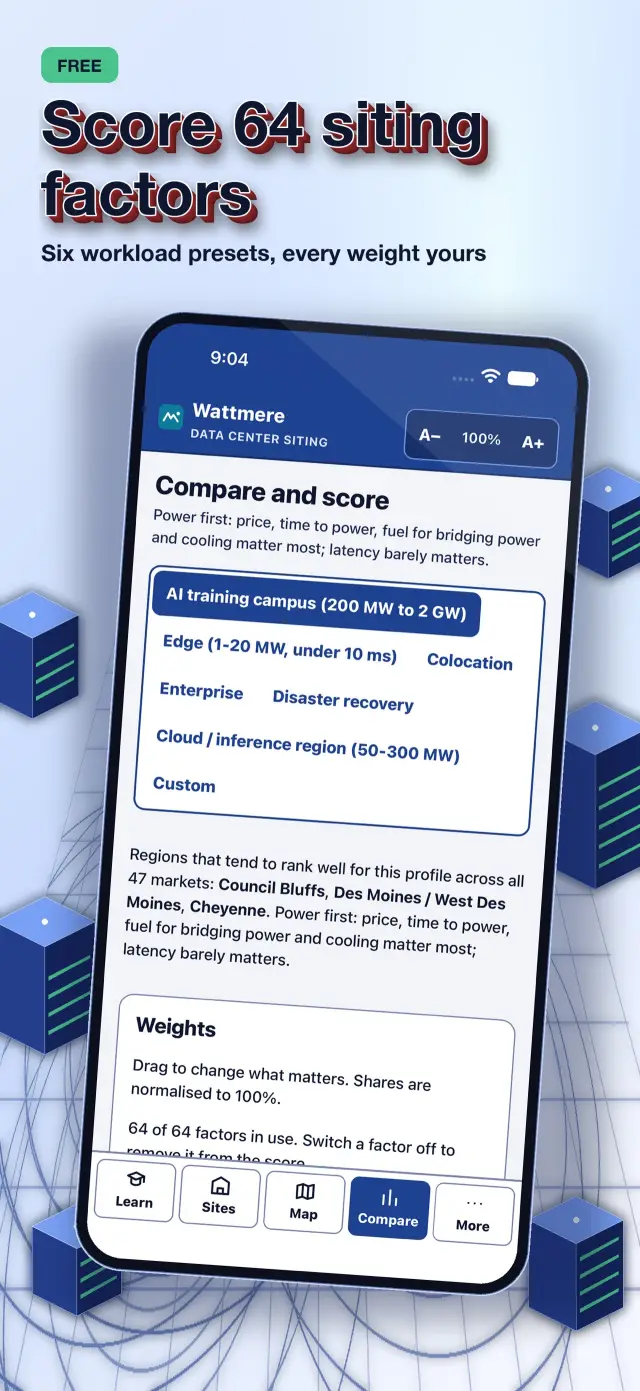 FREE
Score 64 siting
factors
Six workload presets, every weight yours
9:04
Wattmere
DATA CENTER SITING
A− 100% A+
Compare and score
Power first: price, time to power, fuel for bridging power
and cooling matter most; latency barely matters.
AI training campus (200 MW to 2 GW)
Edge (1-20 MW, under 10 ms) Colocation
Enterprise Disaster recovery
Cloud / inference region (50-300 MW)
Custom
Regions that tend to rank well for this profile across all
47 markets: Council Bluffs, Des Moines / West Des
Moines, Cheyenne. Power first: price, time to power,
fuel for bridging power and cooling matter most;
latency barely matters.
Weights
Drag to change what matters. Shares are
normalised to 100%.
64 of 64 factors in use. Switch a factor off to
remove it from the score.
Learn Sites Map Compare More